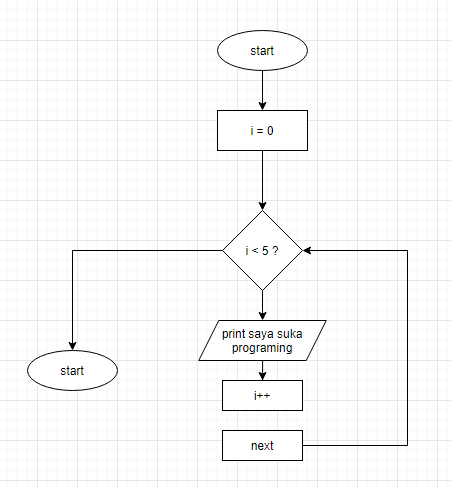 start
i = 0
i < 5 ?
print saya suka
programing
start
i++
next